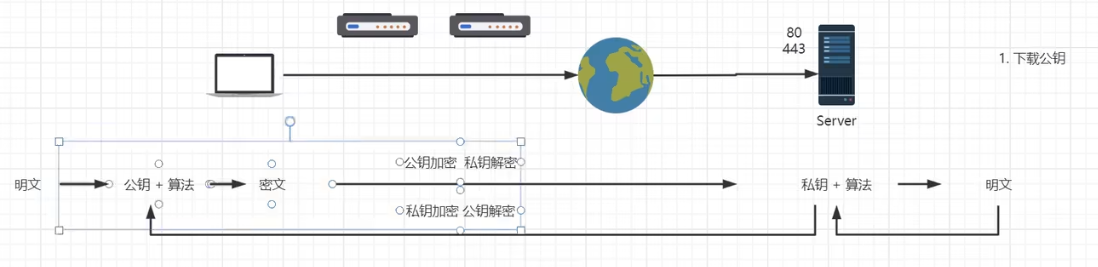 80
443
1. 下载公钥
Server
公钥加密 私钥解密
明文
公钥 + 算法
密文
私钥 + 算法
明文
私钥加密 公钥解密